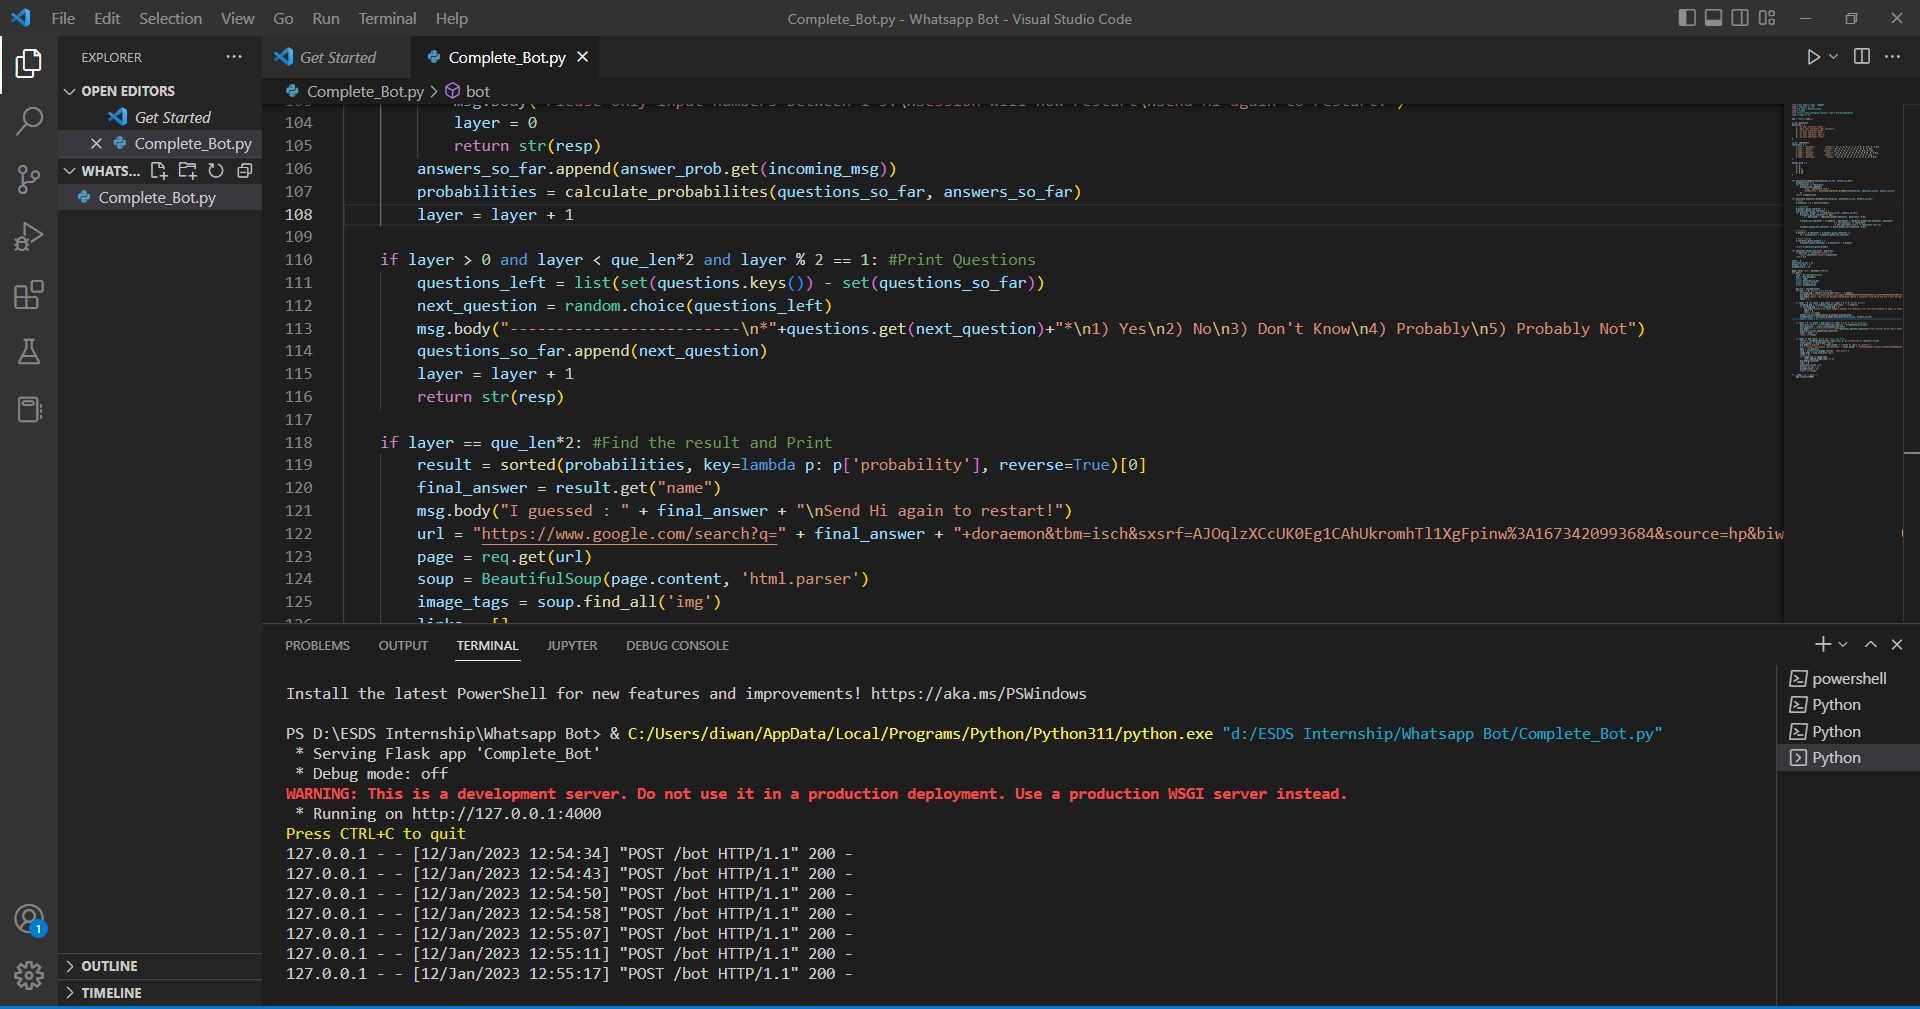 File Edit Selection View Go Run Terminal Help
Complete_Bot.py - Whatsapp Bot - Visual Studio Code
EXPLORER
Get Started
Complete_Bot.py
OPEN EDITORS
Get Started
Complete_Bot.py
WHATS...
Complete_Bot.py
OUTLINE
TIMELINE
1
Complete_Bot.py > bot
104 layer = 0
105 return str(resp)
106 answers_so_far.append(answer_prob.get(incoming_msg))
107 probabilities = calculate_probabilites(questions_so_far, answers_so_far)
108 layer = layer + 1
109
110 if layer > 0 and layer < que_len*2 and layer % 2 == 1: #Print Questions
111 questions_left = list(set(questions.keys()) - set(questions_so_far))
112 next_question = random.choice(questions_left)
113 msg.body("-------------------------\n*"+questions.get(next_question)+"*\n1) Yes\n2) No\n3) Don't Know\n4) Probably\n5) Probably Not")
114 questions_so_far.append(next_question)
115 layer = layer + 1
116 return str(resp)
117
118 if layer == que_len*2: #Find the result and Print
119 result = sorted(probabilities, key=lambda p: p['probability'], reverse=True)[0]
120 final_answer = result.get("name")
121 msg.body("I guessed : " + final_answer + "\nSend Hi again to restart!")
122 url = "https://www.google.com/search?q=" + final_answer + "+doraemon&tbm=isch&sxsrf=AJOqlzXCcUK0Eg1CAhUkromhTl1XgFpinw%3A1673420993684&source=hp&biw
123 page = req.get(url)
124 soup = BeautifulSoup(page.content, 'html.parser')
125 image_tags = soup.find_all('img')
PROBLEMS OUTPUT TERMINAL JUPYTER DEBUG CONSOLE
Install the latest PowerShell for new features and improvements! https://aka.ms/PSWindows
PS D:\ESDS Internship\Whatsapp Bot> & C:/Users/diwan/AppData/Local/Programs/Python/Python311/python.exe "d:/ESDS Internship/Whatsapp Bot/Complete_Bot.py"
* Serving Flask app 'Complete_Bot'
* Debug mode: off
WARNING: This is a development server. Do not use it in a production deployment. Use a production WSGI server instead.
* Running on http://127.0.0.1:4000
Press CTRL+C to quit
127.0.0.1 - - [12/Jan/2023 12:54:34] "POST /bot HTTP/1.1" 200 -
127.0.0.1 - - [12/Jan/2023 12:54:43] "POST /bot HTTP/1.1" 200 -
127.0.0.1 - - [12/Jan/2023 12:54:50] "POST /bot HTTP/1.1" 200 -
127.0.0.1 - - [12/Jan/2023 12:54:58] "POST /bot HTTP/1.1" 200 -
127.0.0.1 - - [12/Jan/2023 12:55:07] "POST /bot HTTP/1.1" 200 -
127.0.0.1 - - [12/Jan/2023 12:55:11] "POST /bot HTTP/1.1" 200 -
127.0.0.1 - - [12/Jan/2023 12:55:17] "POST /bot HTTP/1.1" 200 -
powershell
Python
Python
Python